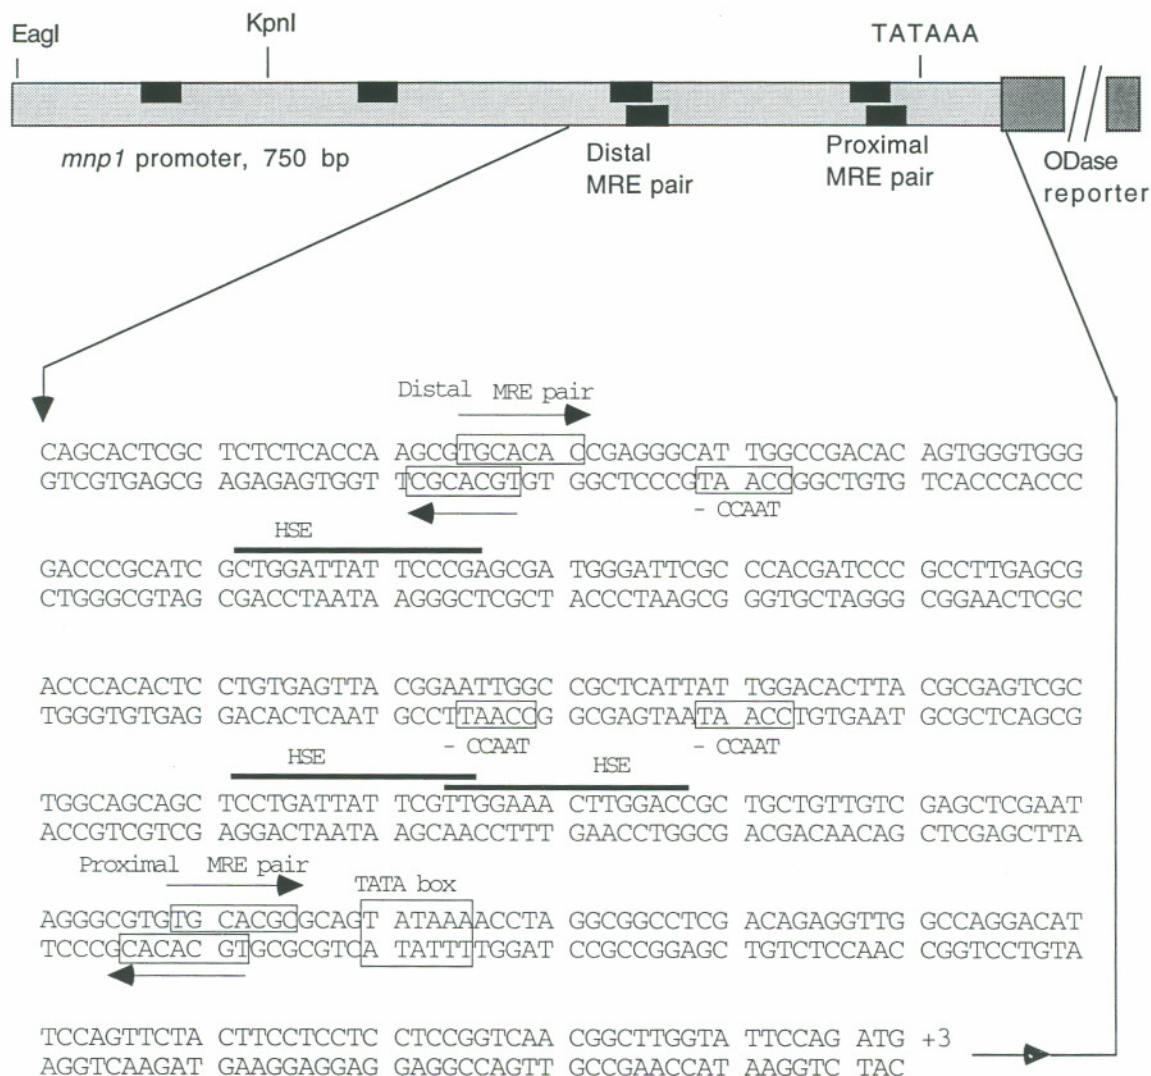 EagI
KpnI
TATAAA
mnp1 promoter, 750 bp
Distal
MRE pair
Proximal
MRE pair
ODase
reporter
Distal MRE pair
CAGCACTCGC TCTCTCACCA AGCGTGCACA CCGAGGGCAT TGGCCGACAC AGTGGGTGGG
GTCGTGAGCG AGAGAGTGGT TCGCACGTGT GGCTCCCGTA ACCGGCTGTG TCACCCACCC
- CCAAT
HSE
GACCCGCATC GCTGGATTAT TCCCGAGCGA TGGGATTCGC CCACGATCCC GCCTTGAGCG
CTGGGCGTAG CGACCTAATA AGGGCTCGCT ACCCTAAGCG GGTGCTAGGG CGGAACTCGC
ACCCACACTC CTGTGAGTTA CGGAATTGGC CGCTCATTAT TGGACACTTA CGCGAGTCGC
TGGGTGTGAG GACACTCAAT GCCTTAACCG GCGAGTAATA ACCTGTGAAT GCGCTCAGCG
- CCAAT - CCAAT
HSE HSE
TGGCAGCAGC TCCTGATTAT TCGTTGGAAA CTTGGACCGC TGCTGTTGTC GAGCTCGAAT
ACCGTCGTCG AGGACTAATA AGCAACCTTT GAACCTGGCG ACGACAACAG CTCGAGCTTA
Proximal MRE pair TATA box
AGGGCGTGTG CACGCGCAGT ATAAAACCTA GGCGGCCTCG ACAGAGGTTG GCCAGGACAT
TCCCGCACAC GTGCGCGTCA TATTTTGGAT CCGCCGGAGC TGTCTCCAAC CGGTCCTGTA
TCCAGTTCTA CTTCCTCCTC CTCCGGTCAA CGGCTTGGTA TTCCAG ATG +3
AGGTCAAGAT GAAGGAGGAG GAGGCCAGTT GCCGAACCAT AAGGTC TAC